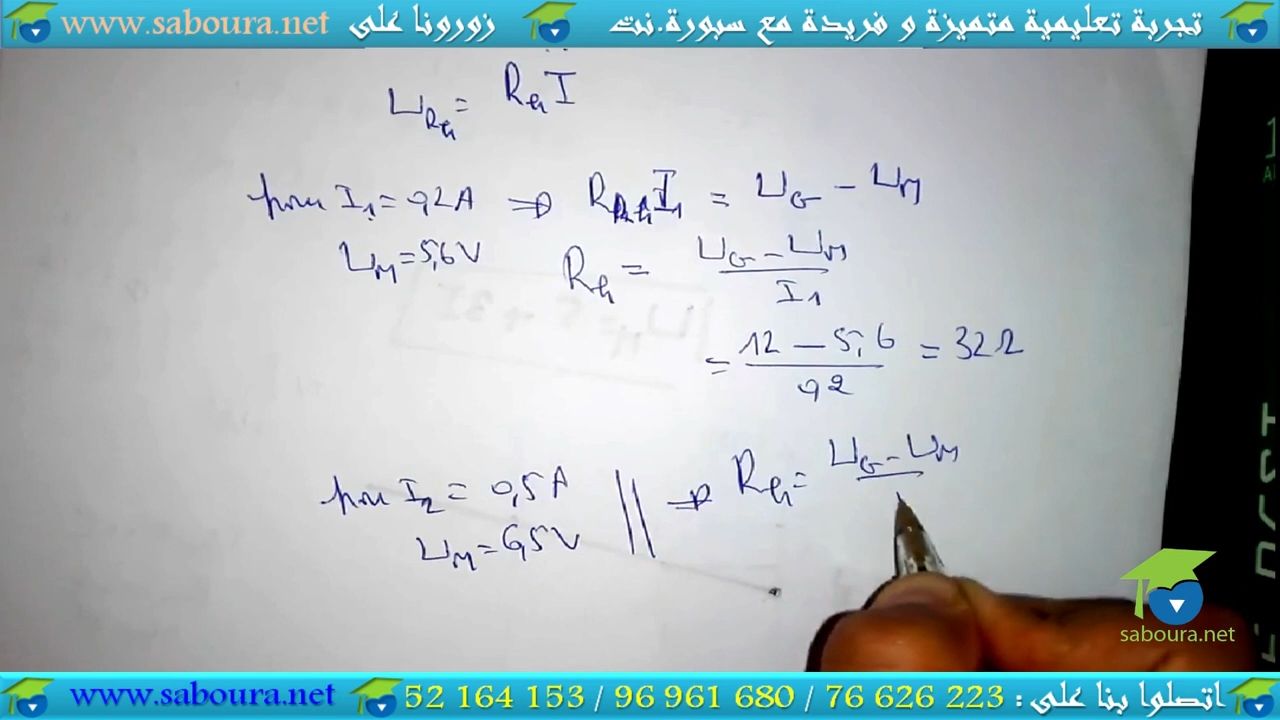 www.saboura.net زورونا على تجربة تعليمية متميزة و فريدة مع سبورة.نت
U_Rh = Rh I
pour I₁ = 0,2A ⇒ R_Rh I₁ = U_G - U_M
U_M = 5,6V Rh = (U_G - U_M) / I₁
= (12 - 5,6) / 0,2 = 32Ω
pour I₂ = 0,5A ⇒ Rh = U_G - U_M
U_M = 6,5V
saboura.net
www.saboura.net 52 164 153 / 96 961 680 / 76 626 223 : اتصلوا بنا على